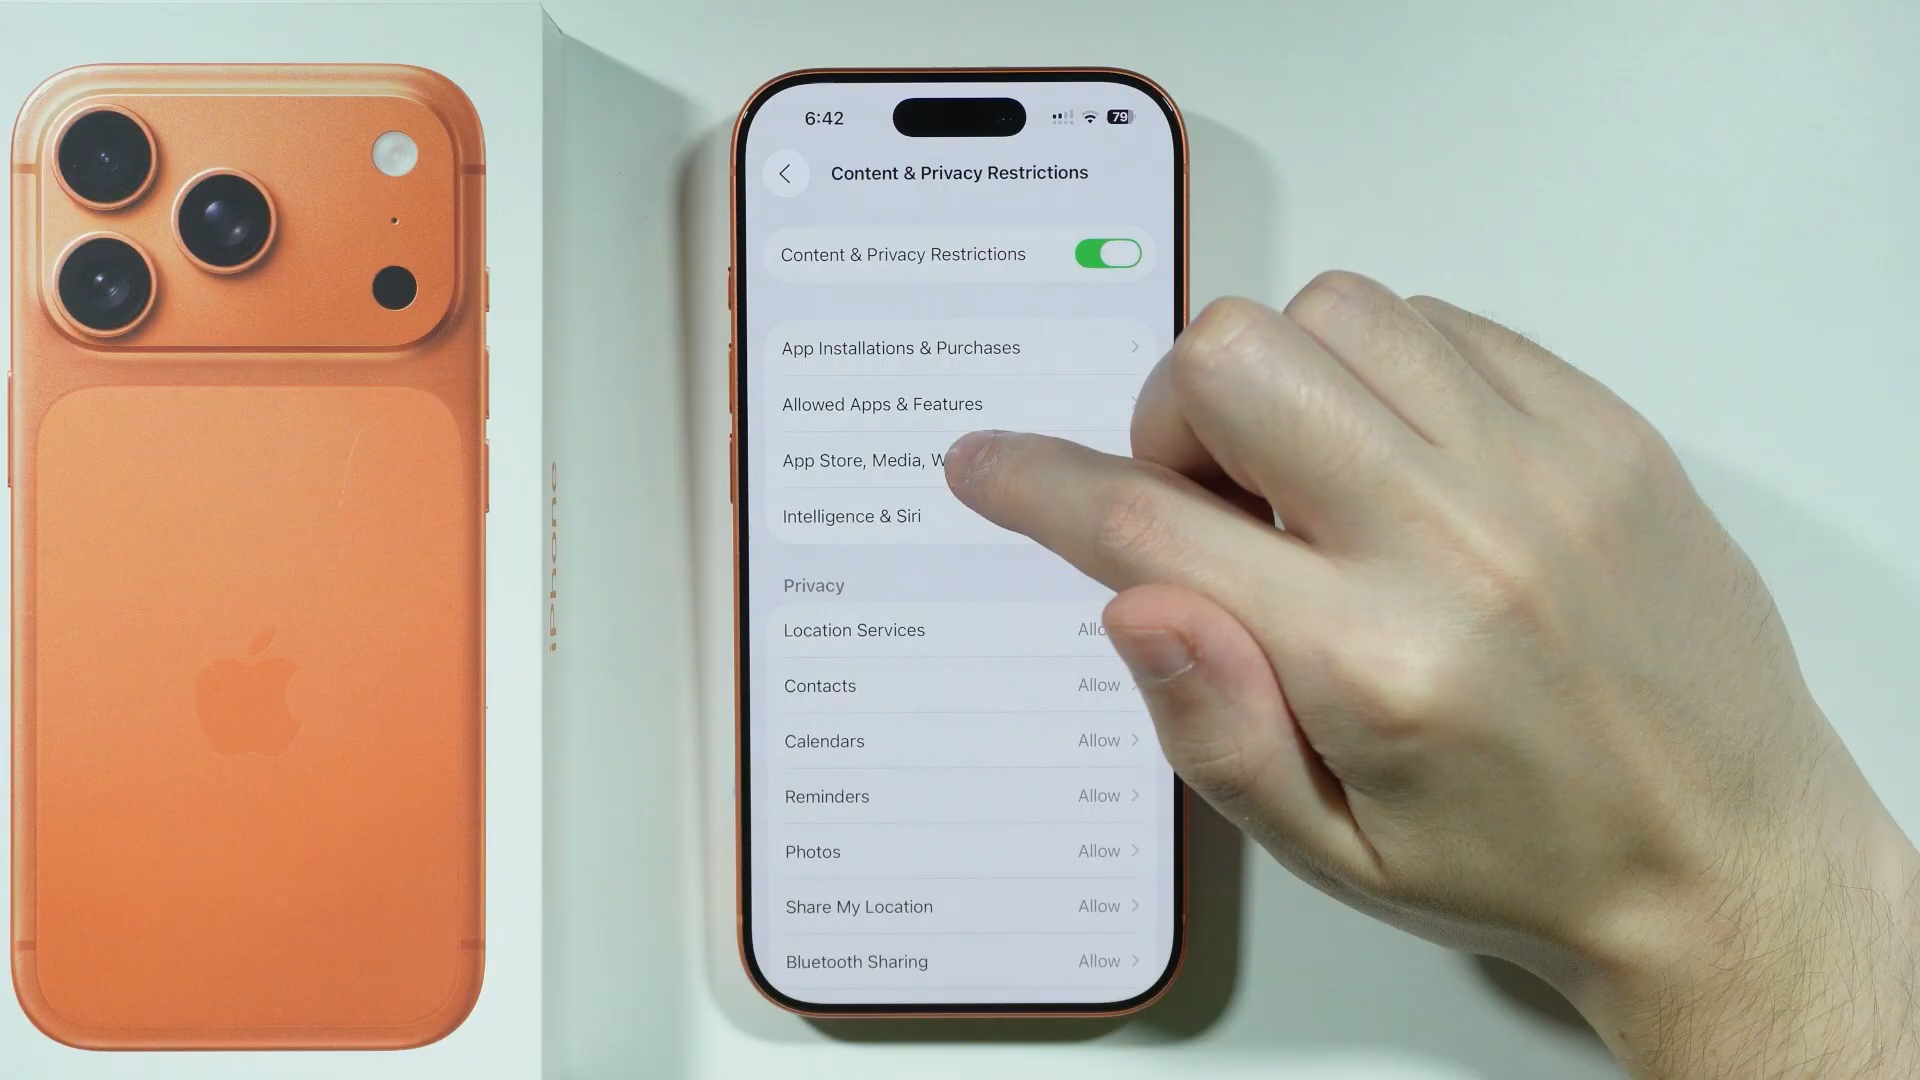 iPhone
6:42
79
Content & Privacy Restrictions
Content & Privacy Restrictions
App Installations & Purchases
Allowed Apps & Features
App Store, Media, W
Intelligence & Siri
Privacy
Location Services Allo
Contacts Allow
Calendars Allow
Reminders Allow
Photos Allow
Share My Location Allow
Bluetooth Sharing Allow